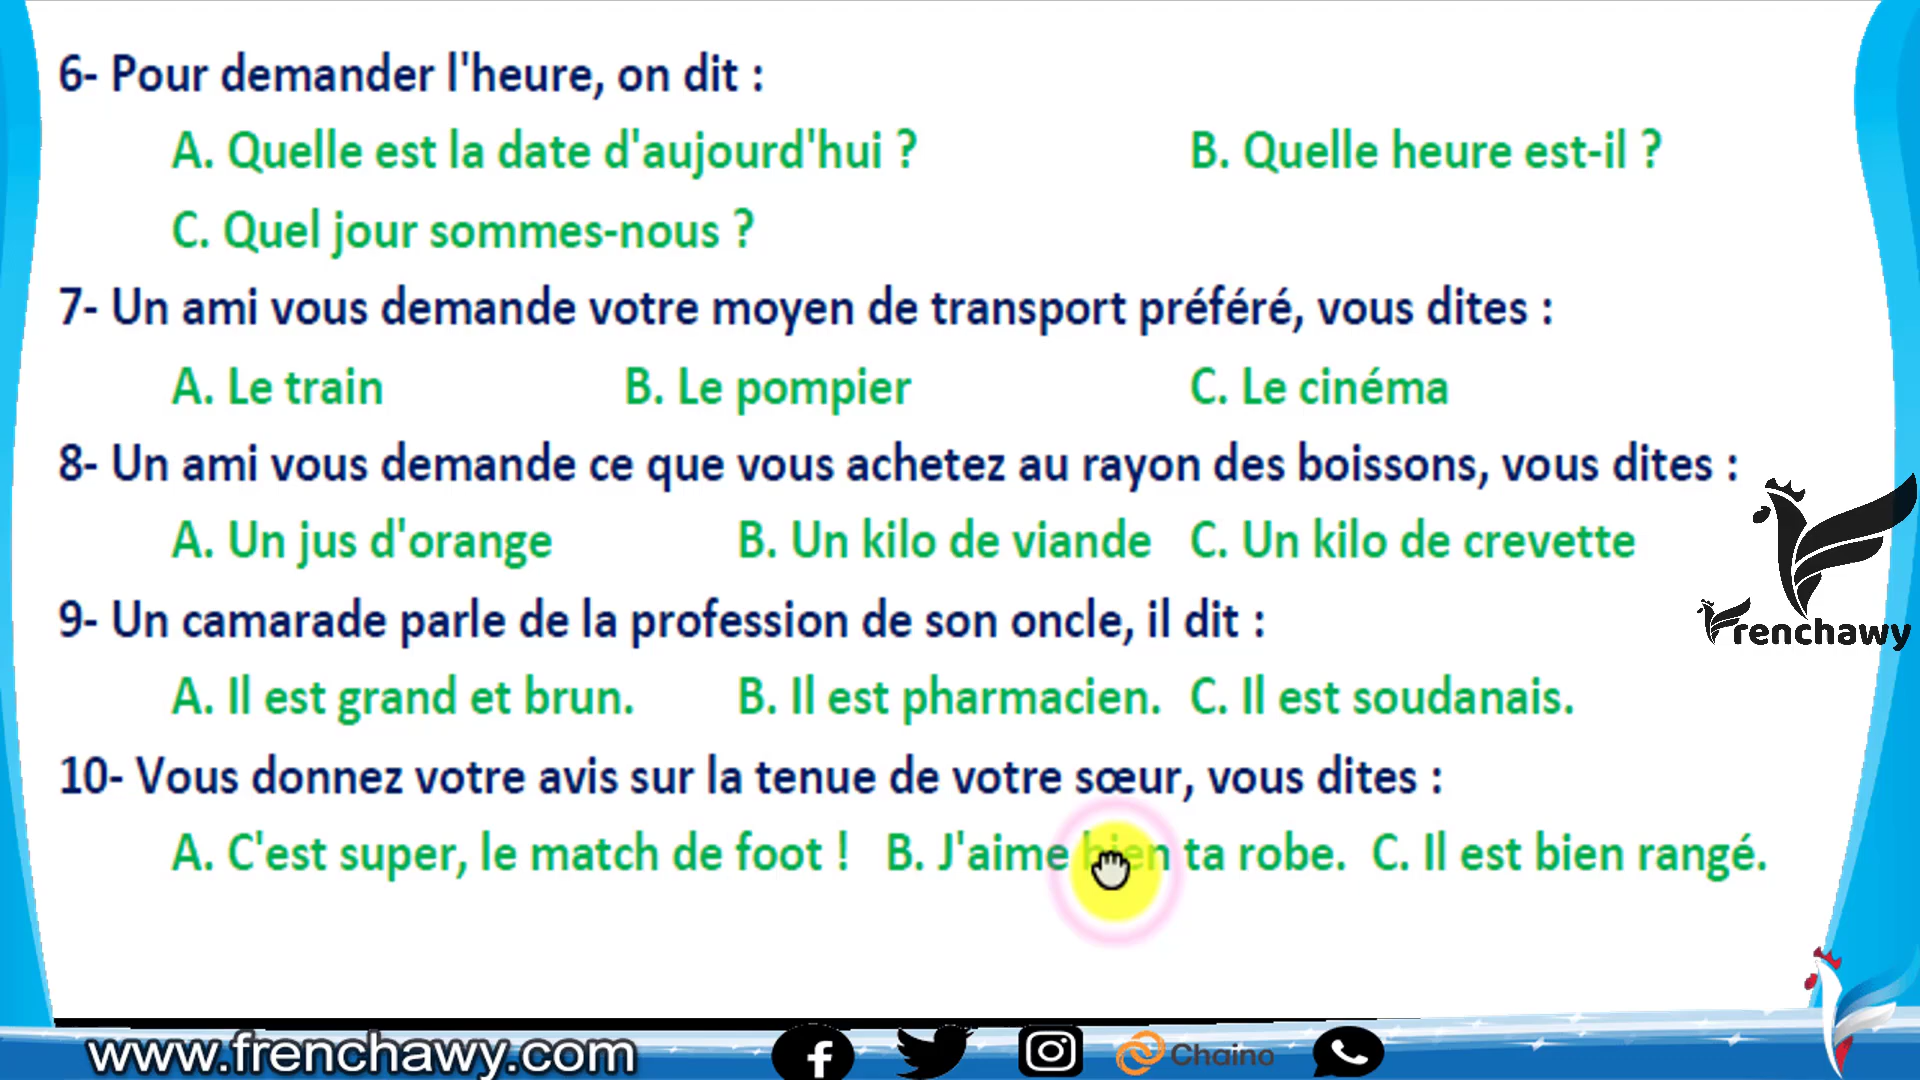 6- Pour demander l'heure, on dit :
A. Quelle est la date d'aujourd'hui ? B. Quelle heure est-il ?
C. Quel jour sommes-nous ?
7- Un ami vous demande votre moyen de transport préféré, vous dites :
A. Le train B. Le pompier C. Le cinéma
8- Un ami vous demande ce que vous achetez au rayon des boissons, vous dites :
A. Un jus d'orange B. Un kilo de viande C. Un kilo de crevette
9- Un camarade parle de la profession de son oncle, il dit :
Frenchawy
A. Il est grand et brun. B. Il est pharmacien. C. Il est soudanais.
10- Vous donnez votre avis sur la tenue de votre sœur, vous dites :
A. C'est super, le match de foot ! B. J'aime bien ta robe. C. Il est bien rangé.
www.frenchawy.com
Chaino